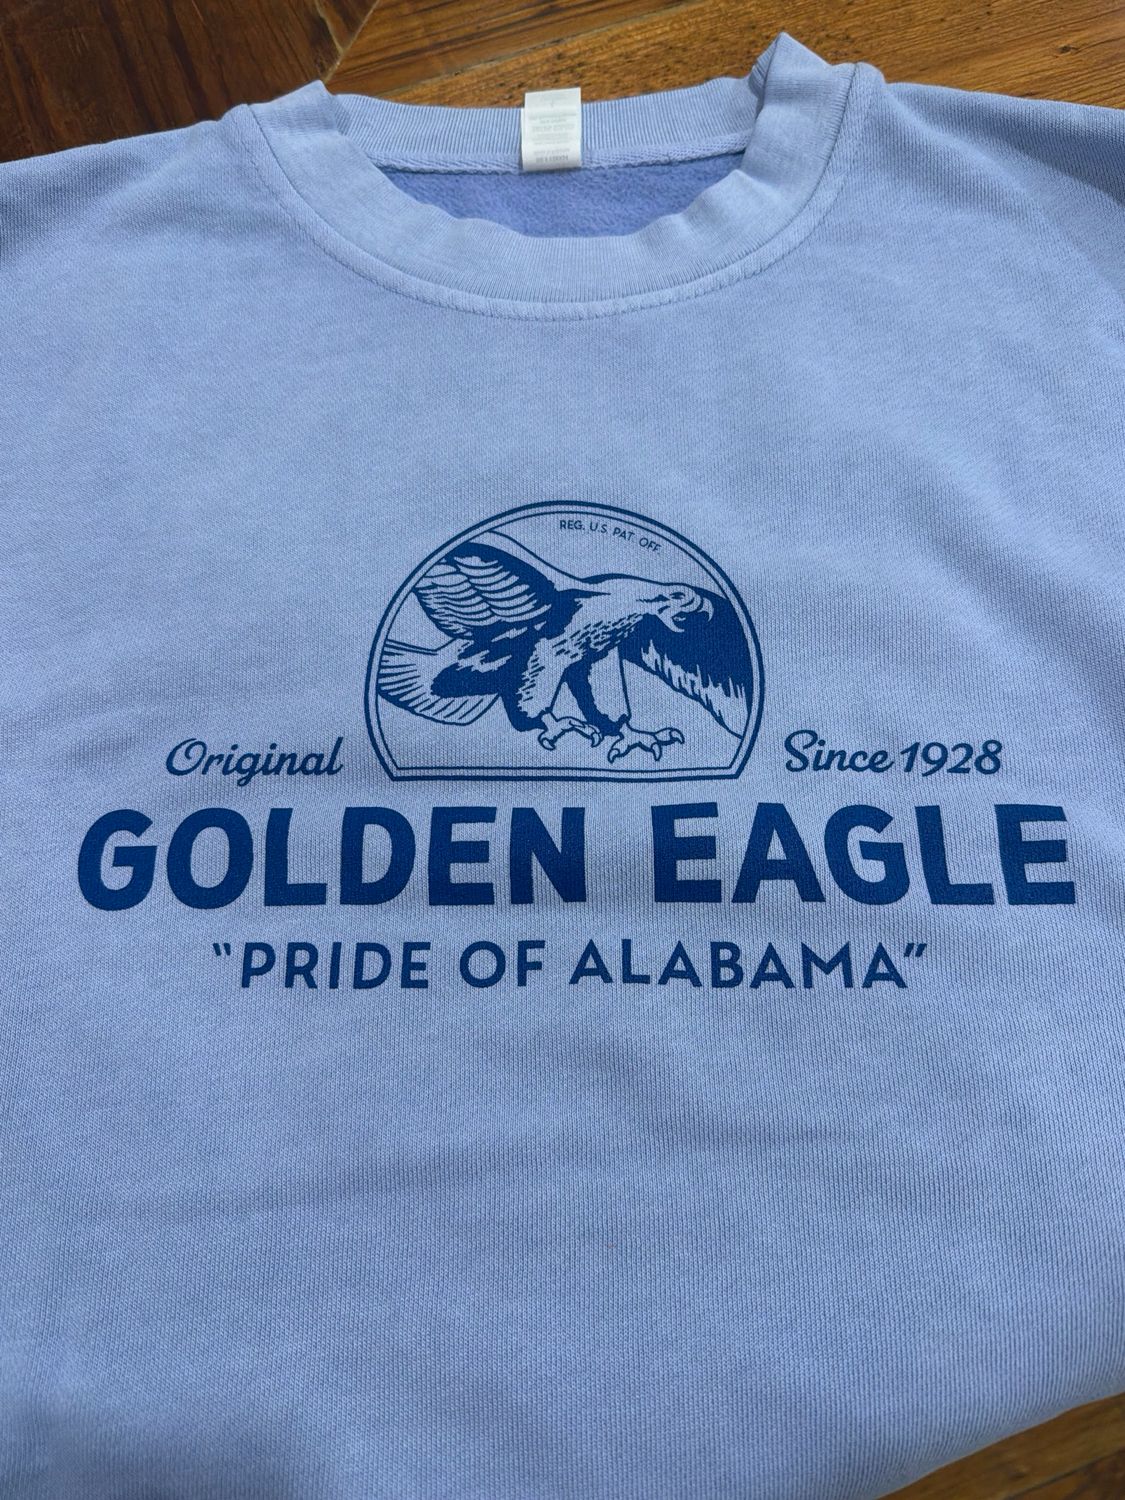 REG. U.S. PAT. OFF.
Original
Since 1928
GOLDEN EAGLE
"PRIDE OF ALABAMA"